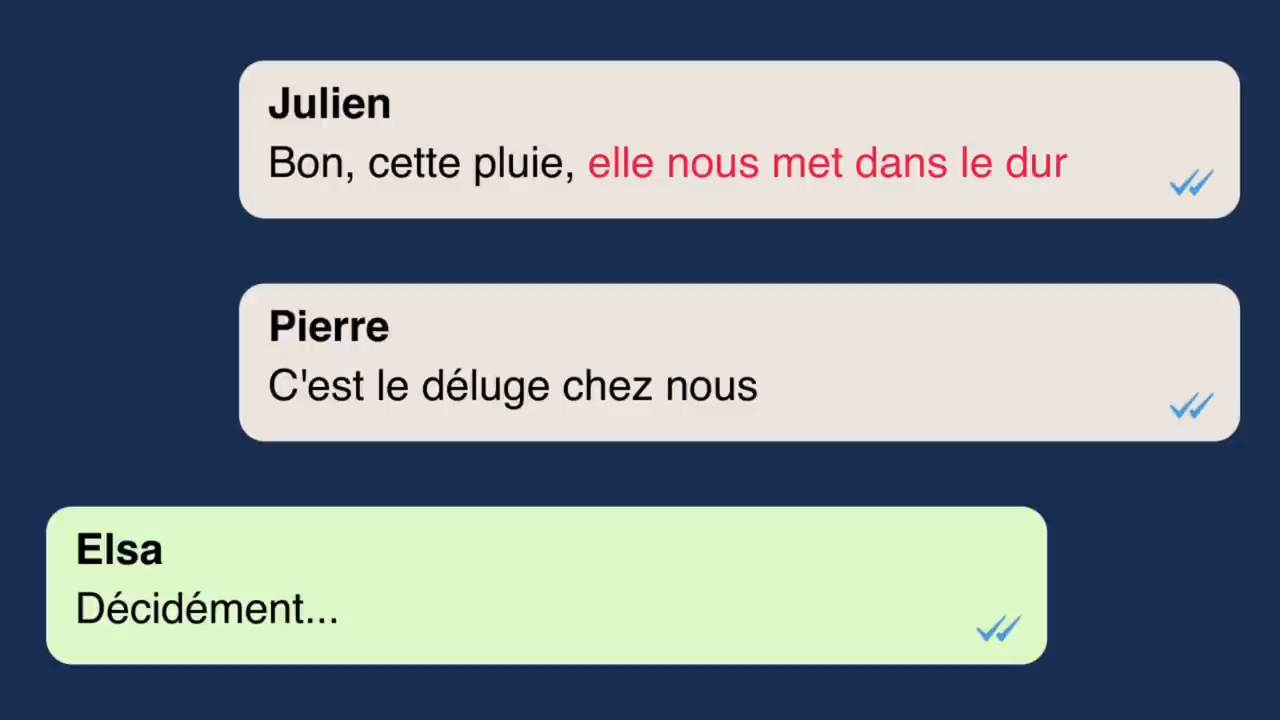 Julien
Bon, cette pluie, elle nous met dans le dur
Pierre
C'est le déluge chez nous
Elsa
Décidément...